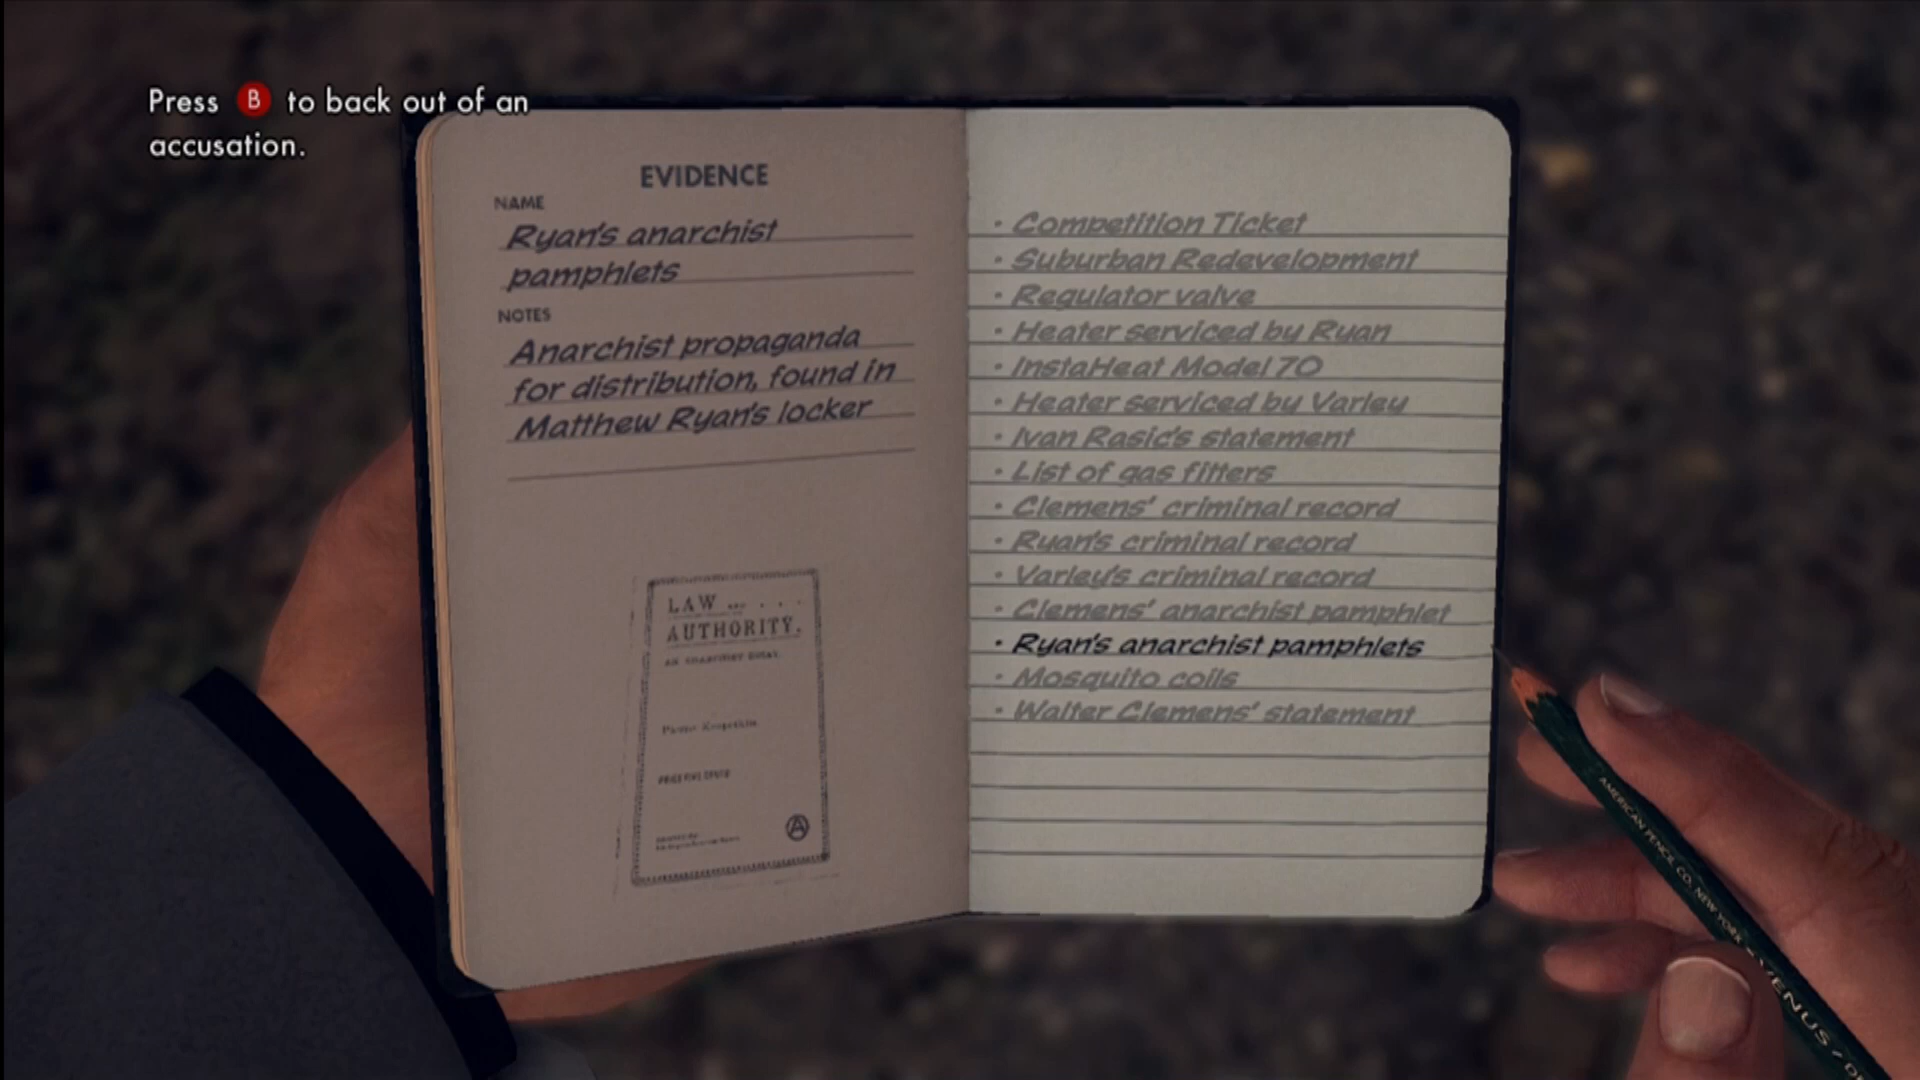 Press B to back out of an
accusation.
EVIDENCE
NAME
Ryan's anarchist
pamphlets
NOTES
Anarchist propaganda
for distribution, found in
Matthew Ryan's locker
LAW
AUTHORITY.
• Competition Ticket
• Suburban Redevelopment
• Regulator valve
• Heater serviced by Ryan
• InstaHeat Model 70
• Heater serviced by Varley
• Ivan Rasic's statement
• List of gas fitters
• Clemens' criminal record
• Ryan's criminal record
• Varley's criminal record
• Clemens' anarchist pamphlet
• Ryan's anarchist pamphlets
• Mosquito coils
• Walter Clemens' statement
AMERICAN PENCIL CO. NEW YORK VENUS